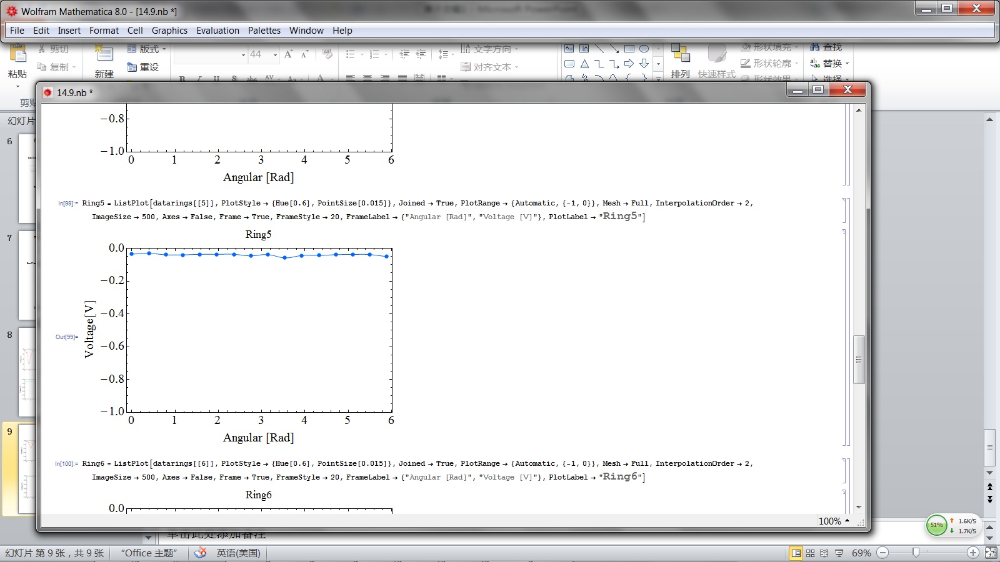 Wolfram Mathematica 8.0 - [14.9.nb *]
File Edit Insert Format Cell Graphics Evaluation Palettes Window Help
剪切
复制
粘贴
新建
版式
重设
44
文字方向
对齐文本
排列
快速样式
形状填充
形状轮廓
形状效果
查找
替换
选择
幻灯片
6
7
8
9
14.9.nb *
−0.8
−1.0
0 1 2 3 4 5 6
Angular [Rad]
In[99]:= Ring5 = ListPlot[datarings[[5]], PlotStyle → {Hue[0.6], PointSize[0.015]}, Joined → True, PlotRange → {Automatic, {-1, 0}}, Mesh → Full, InterpolationOrder → 2,
ImageSize → 500, Axes → False, Frame → True, FrameStyle → 20, FrameLabel → {"Angular [Rad]", "Voltage [V]"}, PlotLabel → "Ring5"]
Ring5
0.0
−0.2
−0.4
−0.6
−0.8
−1.0
Voltage[V]
Out[99]=
0 1 2 3 4 5 6
Angular [Rad]
In[100]:= Ring6 = ListPlot[datarings[[6]], PlotStyle → {Hue[0.6], PointSize[0.015]}, Joined → True, PlotRange → {Automatic, {-1, 0}}, Mesh → Full, InterpolationOrder → 2,
ImageSize → 500, Axes → False, Frame → True, FrameStyle → 20, FrameLabel → {"Angular [Rad]", "Voltage [V]"}, PlotLabel → "Ring6"]
Ring6
0.0
100%
51%
1.6K/S
1.7K/S
单击此处添加备注
幻灯片 第 9 张，共 9 张 "Office 主题" 英语(美国) 69%